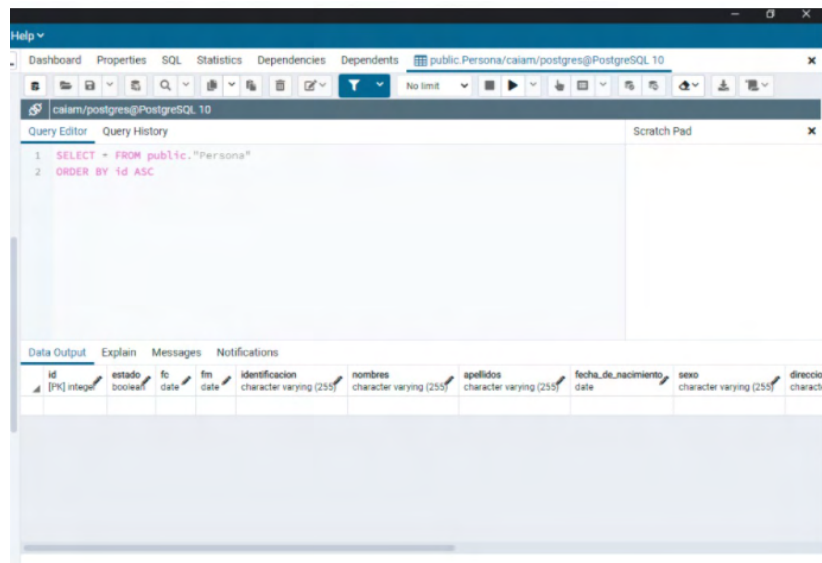 Help
Dashboard Properties SQL Statistics Dependencies Dependents public.Persona/caiam/postgres@PostgreSQL 10
No limit
caiam/postgres@PostgreSQL 10
Query Editor Query History Scratch Pad
1 SELECT * FROM public."Persona"
2 ORDER BY id ASC
Data Output Explain Messages Notifications
id estado fc fm identificacion nombres apellidos fecha_de_nacimiento sexo direccio
[PK] integer boolean date date character varying (255) character varying (255) character varying (255) date character varying (255) charact